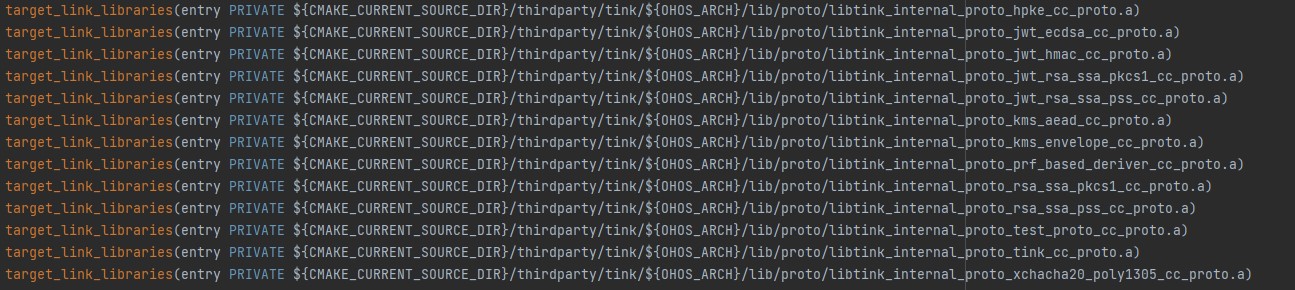 target_link_libraries(entry PRIVATE ${CMAKE_CURRENT_SOURCE_DIR}/thirdparty/tink/${OHOS_ARCH}/lib/proto/libtink_internal_proto_hpke_cc_proto.a)
target_link_libraries(entry PRIVATE ${CMAKE_CURRENT_SOURCE_DIR}/thirdparty/tink/${OHOS_ARCH}/lib/proto/libtink_internal_proto_jwt_ecdsa_cc_proto.a)
target_link_libraries(entry PRIVATE ${CMAKE_CURRENT_SOURCE_DIR}/thirdparty/tink/${OHOS_ARCH}/lib/proto/libtink_internal_proto_jwt_hmac_cc_proto.a)
target_link_libraries(entry PRIVATE ${CMAKE_CURRENT_SOURCE_DIR}/thirdparty/tink/${OHOS_ARCH}/lib/proto/libtink_internal_proto_jwt_rsa_ssa_pkcs1_cc_proto.a)
target_link_libraries(entry PRIVATE ${CMAKE_CURRENT_SOURCE_DIR}/thirdparty/tink/${OHOS_ARCH}/lib/proto/libtink_internal_proto_jwt_rsa_ssa_pss_cc_proto.a)
target_link_libraries(entry PRIVATE ${CMAKE_CURRENT_SOURCE_DIR}/thirdparty/tink/${OHOS_ARCH}/lib/proto/libtink_internal_proto_kms_aead_cc_proto.a)
target_link_libraries(entry PRIVATE ${CMAKE_CURRENT_SOURCE_DIR}/thirdparty/tink/${OHOS_ARCH}/lib/proto/libtink_internal_proto_kms_envelope_cc_proto.a)
target_link_libraries(entry PRIVATE ${CMAKE_CURRENT_SOURCE_DIR}/thirdparty/tink/${OHOS_ARCH}/lib/proto/libtink_internal_proto_prf_based_deriver_cc_proto.a)
target_link_libraries(entry PRIVATE ${CMAKE_CURRENT_SOURCE_DIR}/thirdparty/tink/${OHOS_ARCH}/lib/proto/libtink_internal_proto_rsa_ssa_pkcs1_cc_proto.a)
target_link_libraries(entry PRIVATE ${CMAKE_CURRENT_SOURCE_DIR}/thirdparty/tink/${OHOS_ARCH}/lib/proto/libtink_internal_proto_rsa_ssa_pss_cc_proto.a)
target_link_libraries(entry PRIVATE ${CMAKE_CURRENT_SOURCE_DIR}/thirdparty/tink/${OHOS_ARCH}/lib/proto/libtink_internal_proto_test_proto_cc_proto.a)
target_link_libraries(entry PRIVATE ${CMAKE_CURRENT_SOURCE_DIR}/thirdparty/tink/${OHOS_ARCH}/lib/proto/libtink_internal_proto_tink_cc_proto.a)
target_link_libraries(entry PRIVATE ${CMAKE_CURRENT_SOURCE_DIR}/thirdparty/tink/${OHOS_ARCH}/lib/proto/libtink_internal_proto_xchacha20_poly1305_cc_proto.a)